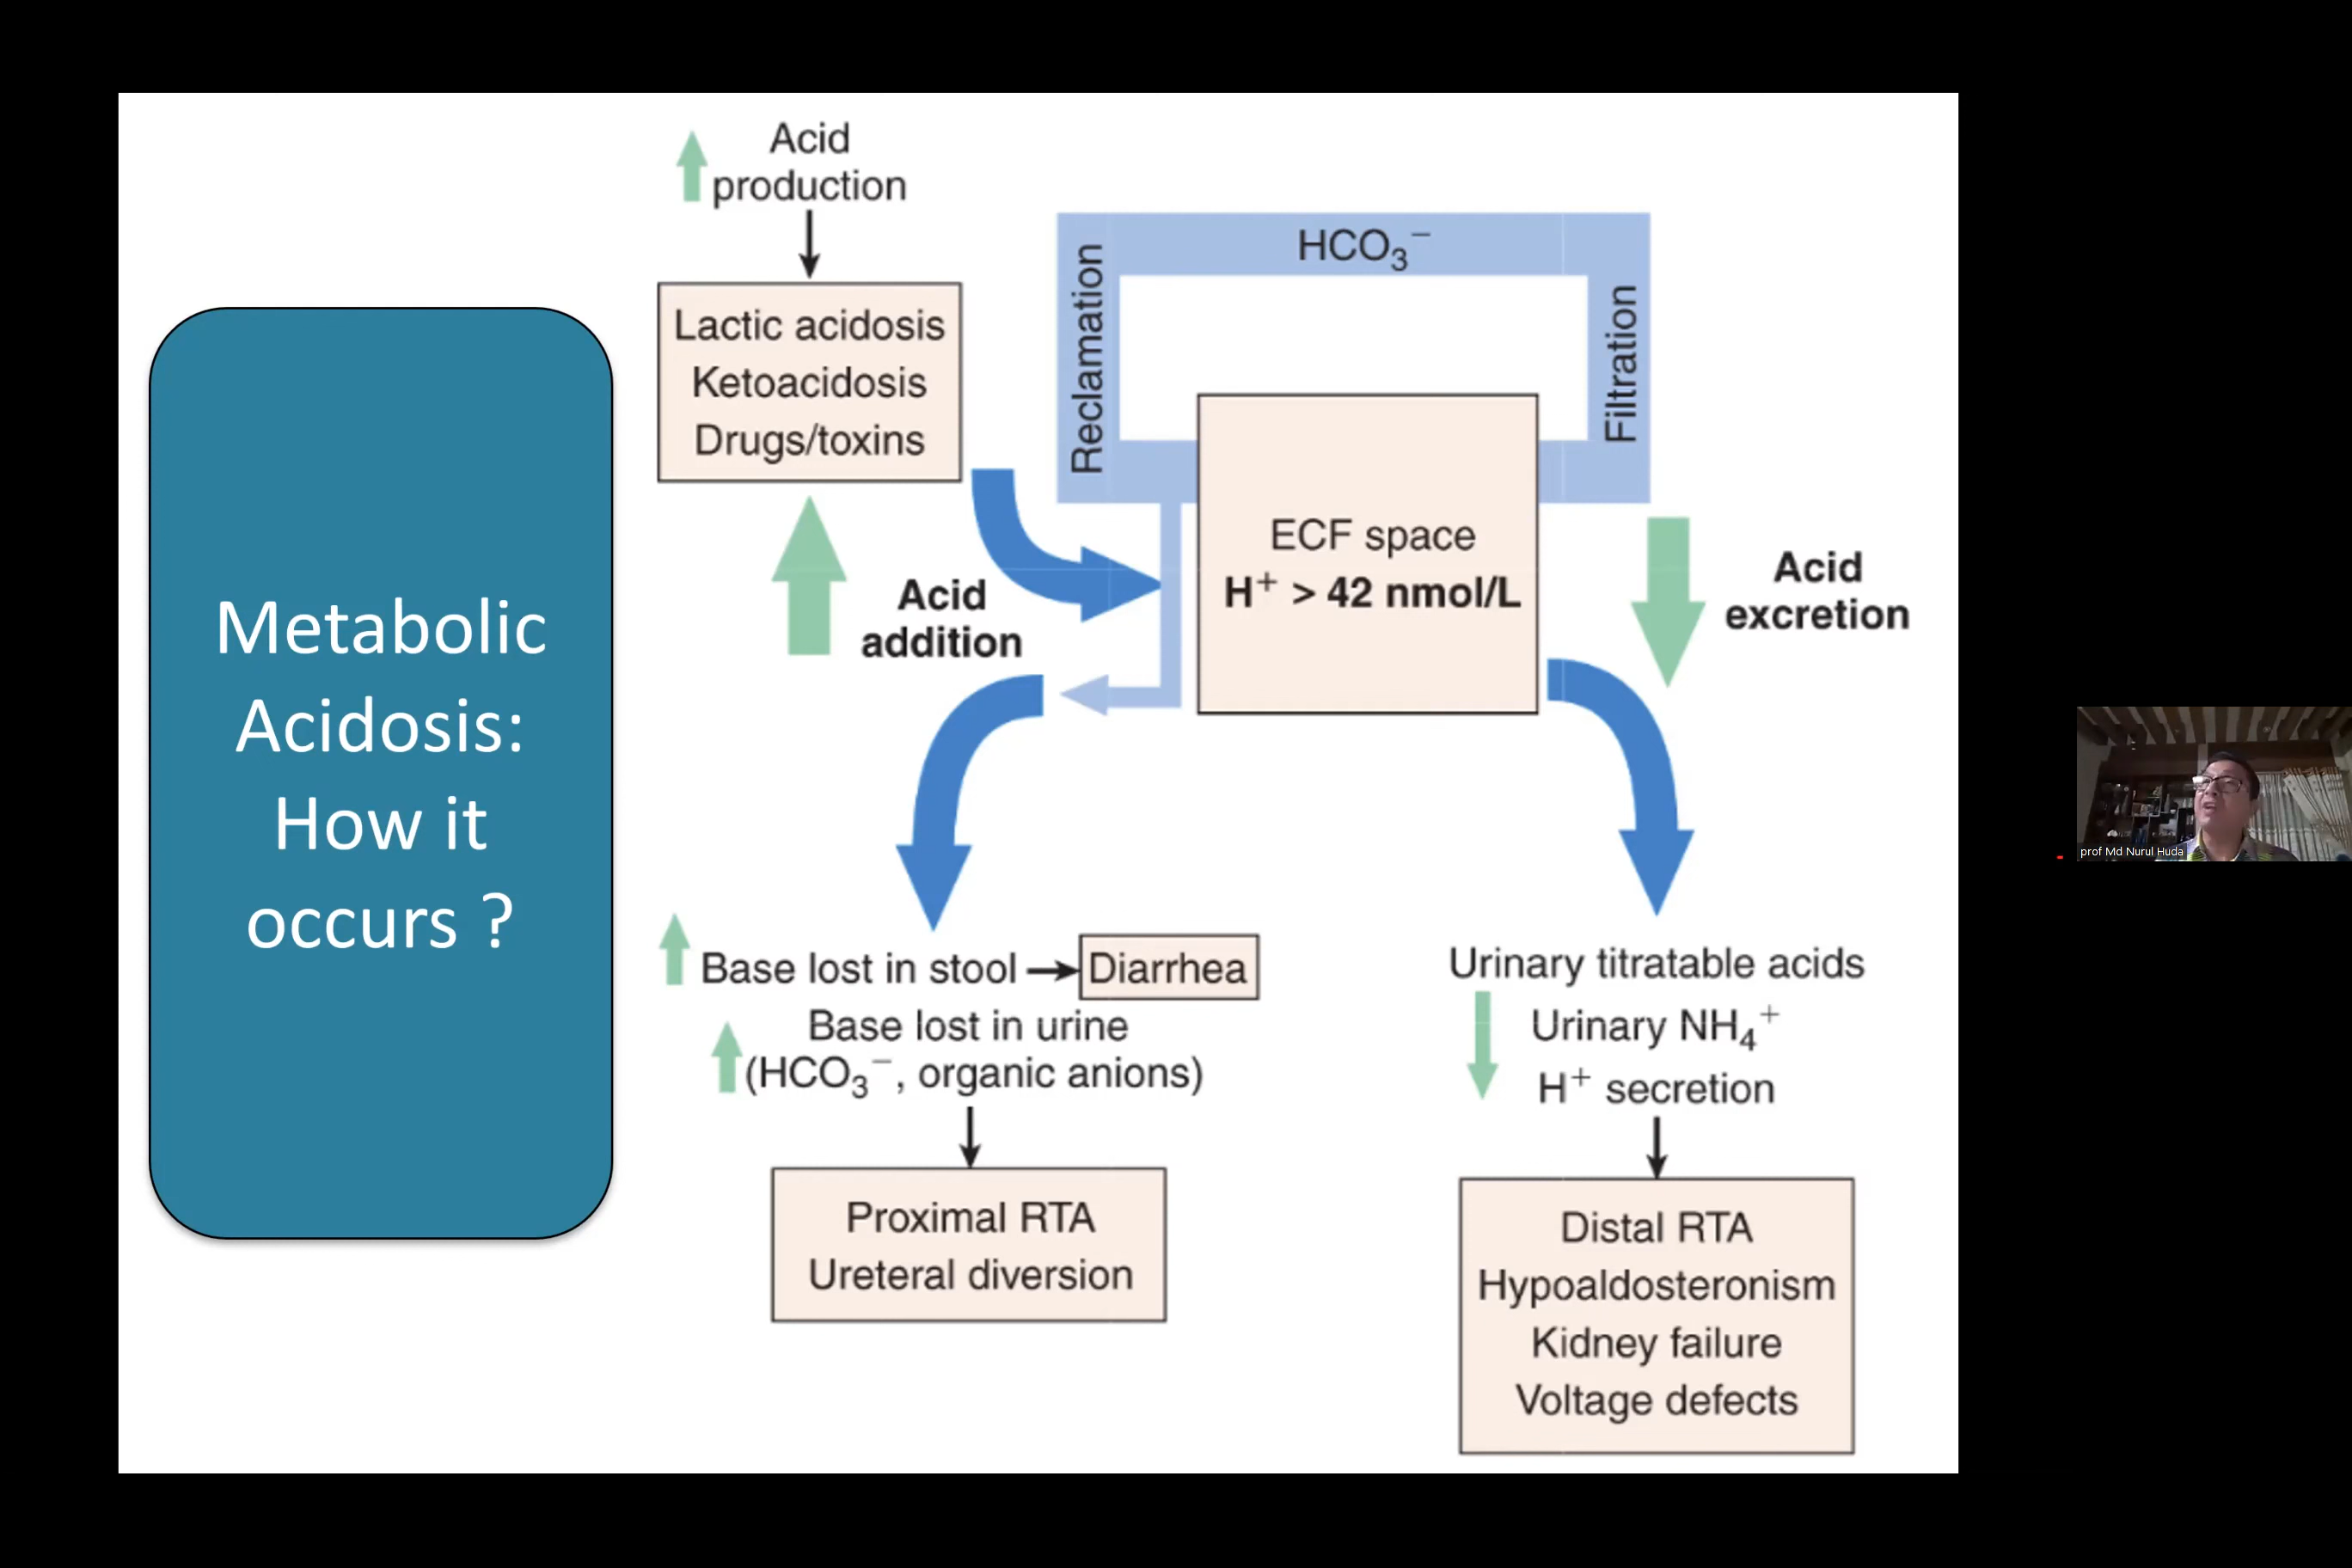 Metabolic
Acidosis:
How it
occurs ?
Acid
production
Lactic acidosis
Ketoacidosis
Drugs/toxins
Acid
addition
HCO₃⁻
Reclamation
Filtration
ECF space
H⁺ > 42 nmol/L
Acid
excretion
Base lost in stool
Diarrhea
Base lost in urine
(HCO₃⁻, organic anions)
Proximal RTA
Ureteral diversion
Urinary titratable acids
Urinary NH₄⁺
H⁺ secretion
Distal RTA
Hypoaldosteronism
Kidney failure
Voltage defects
prof Md Nurul Huda